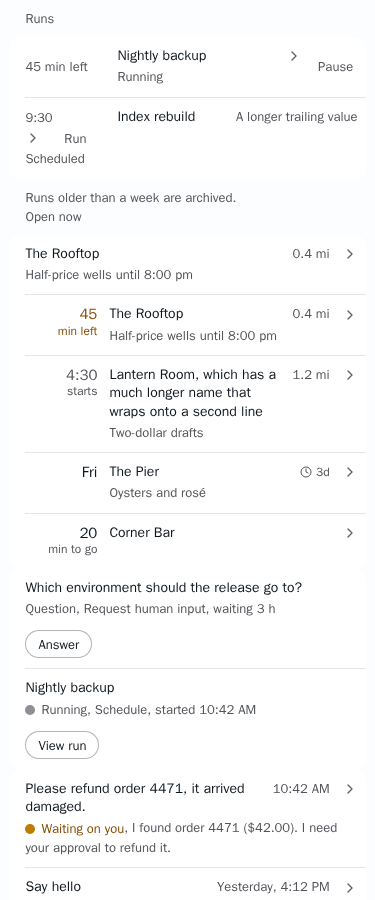 Runs
45 min left
Nightly backup
Running
Pause
9:30
Index rebuild
A longer trailing value
Run
Scheduled
Runs older than a week are archived.
Open now
The Rooftop
0.4 mi
Half-price wells until 8:00 pm
45
min left
The Rooftop
0.4 mi
Half-price wells until 8:00 pm
4:30
starts
Lantern Room, which has a
much longer name that
wraps onto a second line
1.2 mi
Two-dollar drafts
Fri
The Pier
3d
Oysters and rosé
20
min to go
Corner Bar
Which environment should the release go to?
Question, Request human input, waiting 3 h
Answer
Nightly backup
Running, Schedule, started 10:42 AM
View run
Please refund order 4471, it arrived
damaged.
10:42 AM
Waiting on you, I found order 4471 ($42.00). I need
your approval to refund it.
Say hello
Yesterday, 4:12 PM